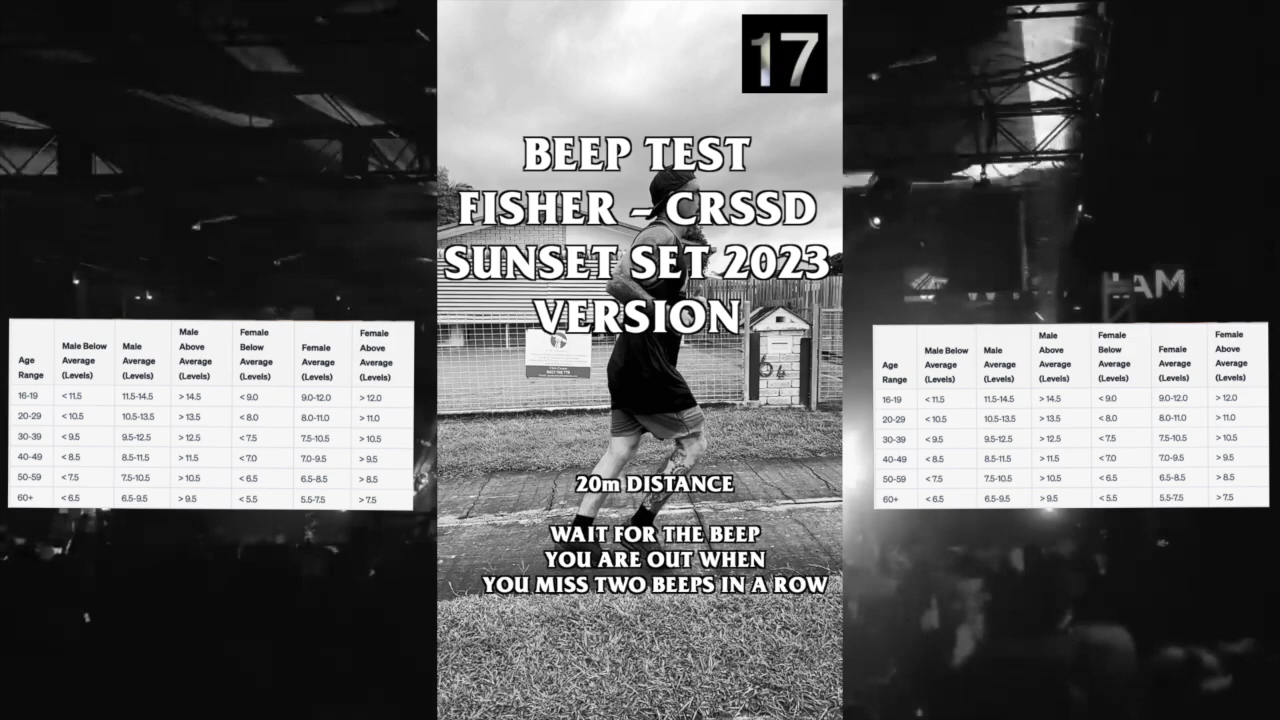 17
BEEP TEST
FISHER – CRSSD
SUNSET SET 2023
VERSION
64
20m DISTANCE
WAIT FOR THE BEEP
YOU ARE OUT WHEN
YOU MISS TWO BEEPS IN A ROW
Age Range Male Below Average (Levels) Male Average (Levels) Male Above Average (Levels) Female Below Average (Levels) Female Average (Levels) Female Above Average (Levels)
16-19 < 11.5 11.5-14.5 > 14.5 < 9.0 9.0-12.0 > 12.0
20-29 < 10.5 10.5-13.5 > 13.5 < 8.0 8.0-11.0 > 11.0
30-39 < 9.5 9.5-12.5 > 12.5 < 7.5 7.5-10.5 > 10.5
40-49 < 8.5 8.5-11.5 > 11.5 < 7.0 7.0-9.5 > 9.5
50-59 < 7.5 7.5-10.5 > 10.5 < 6.5 6.5-8.5 > 8.5
60+ < 6.5 6.5-9.5 > 9.5 < 5.5 5.5-7.5 > 7.5
Age Range Male Below Average (Levels) Male Average (Levels) Male Above Average (Levels) Female Below Average (Levels) Female Average (Levels) Female Above Average (Levels)
16-19 < 11.5 11.5-14.5 > 14.5 < 9.0 9.0-12.0 > 12.0
20-29 < 10.5 10.5-13.5 > 13.5 < 8.0 8.0-11.0 > 11.0
30-39 < 9.5 9.5-12.5 > 12.5 < 7.5 7.5-10.5 > 10.5
40-49 < 8.5 8.5-11.5 > 11.5 < 7.0 7.0-9.5 > 9.5
50-59 < 7.5 7.5-10.5 > 10.5 < 6.5 6.5-8.5 > 8.5
60+ < 6.5 6.5-9.5 > 9.5 < 5.5 5.5-7.5 > 7.5